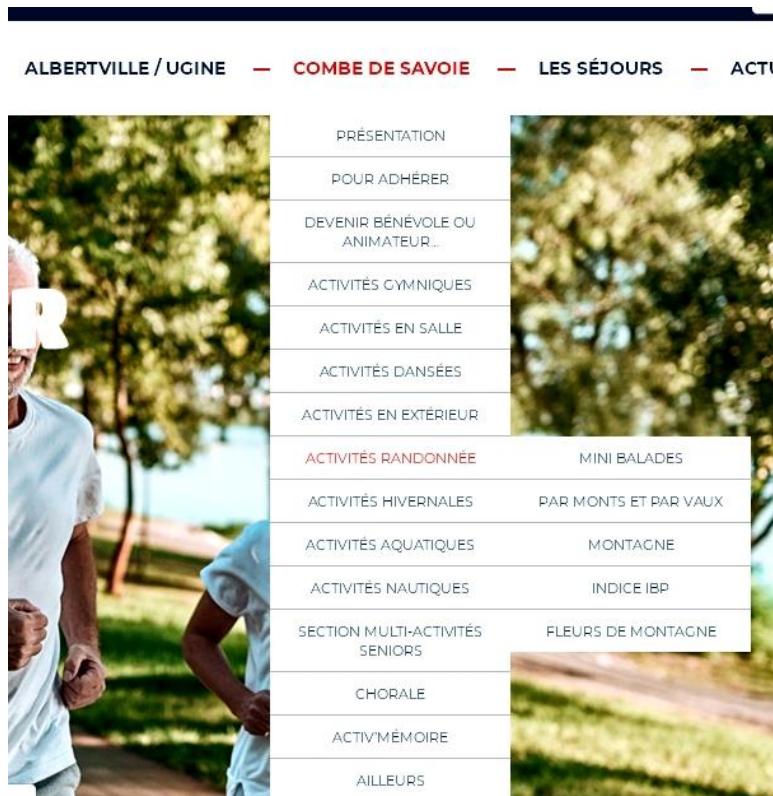 ALBERTVILLE / UGINE — COMBE DE SAVOIE — LES SÉJOURS —
PRÉSENTATION
POUR ADHÉRER
DEVENIR BÉNÉVOLE OU
ANIMATEUR...
ACTIVITÉS GYMNIQUES
ACTIVITÉS EN SALLE
ACTIVITÉS DANSÉES
ACTIVITÉS EN EXTÉRIEUR
ACTIVITÉS RANDONNÉE
ACTIVITÉS HIVERNALES
ACTIVITÉS AQUATIQUES
ACTIVITÉS NAUTIQUES
SECTION MULTI-ACTIVITÉS
SENIORS
CHORALE
ACTIV'MÉMOIRE
AILLEURS
MINI BALADES
PAR MONTS ET PAR VAUX
MONTAGNE
INDICE IBP
FLEURS DE MONTAGNE
R